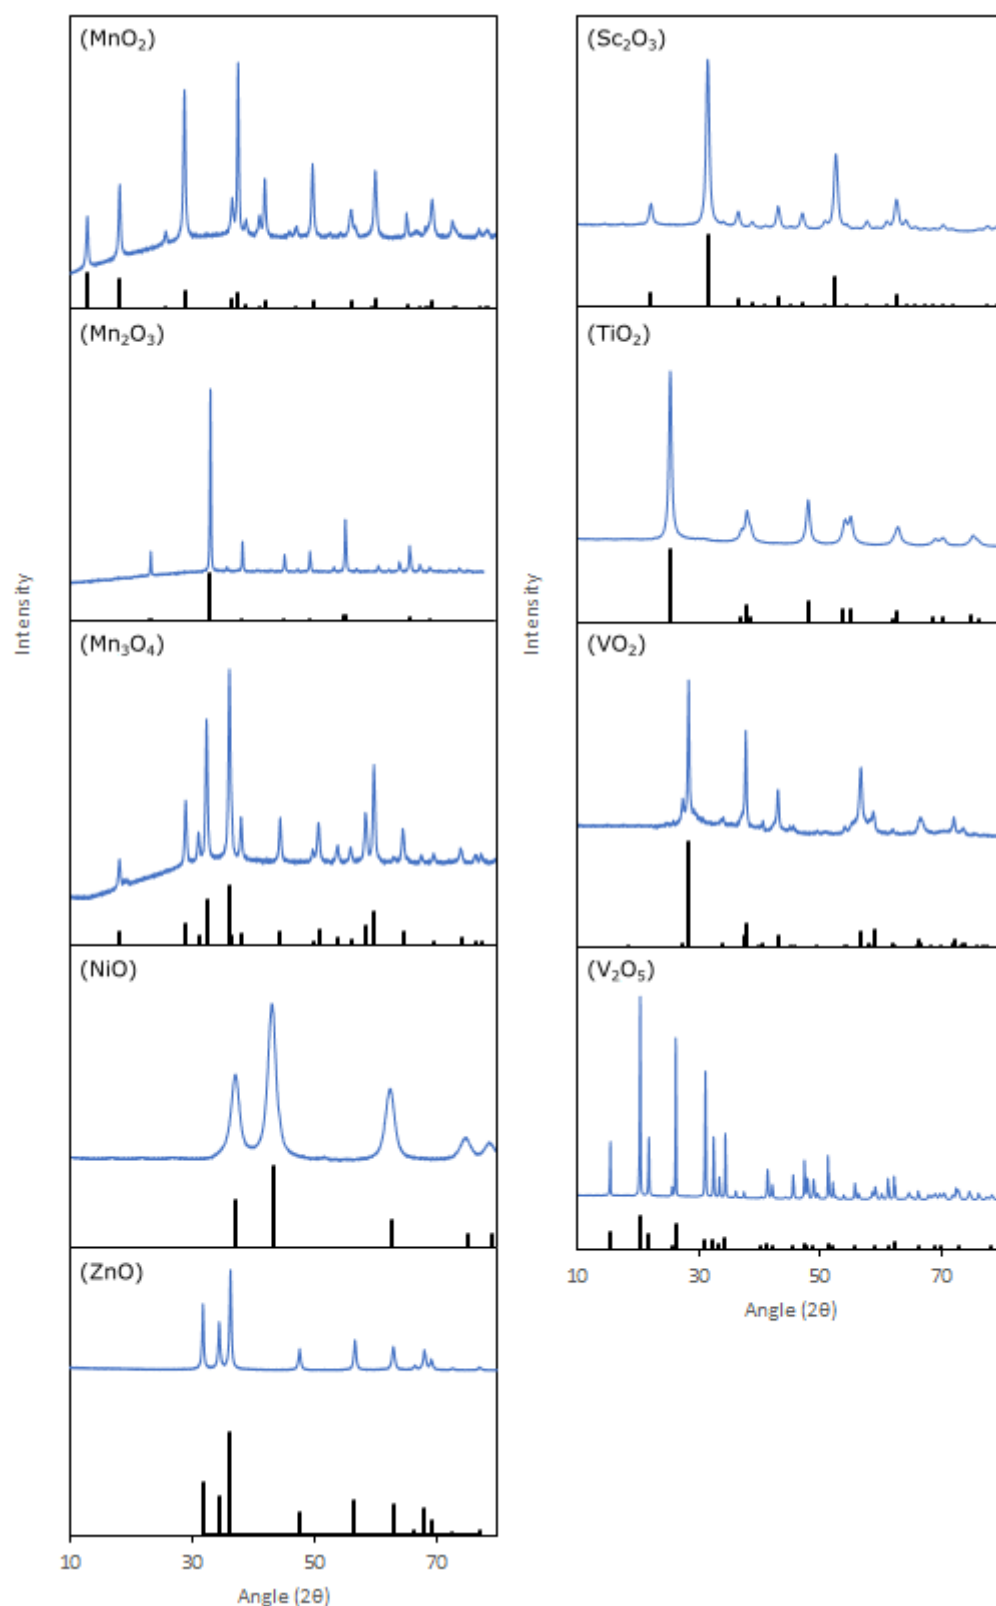 (MnO₂)
(Mn₂O₃)
(Mn₃O₄)
(NiO)
(ZnO)
Intensity
10 30 50 70
Angle (2θ)
(Sc₂O₃)
(TiO₂)
(VO₂)
(V₂O₅)
Intensity
10 30 50 70
Angle (2θ)